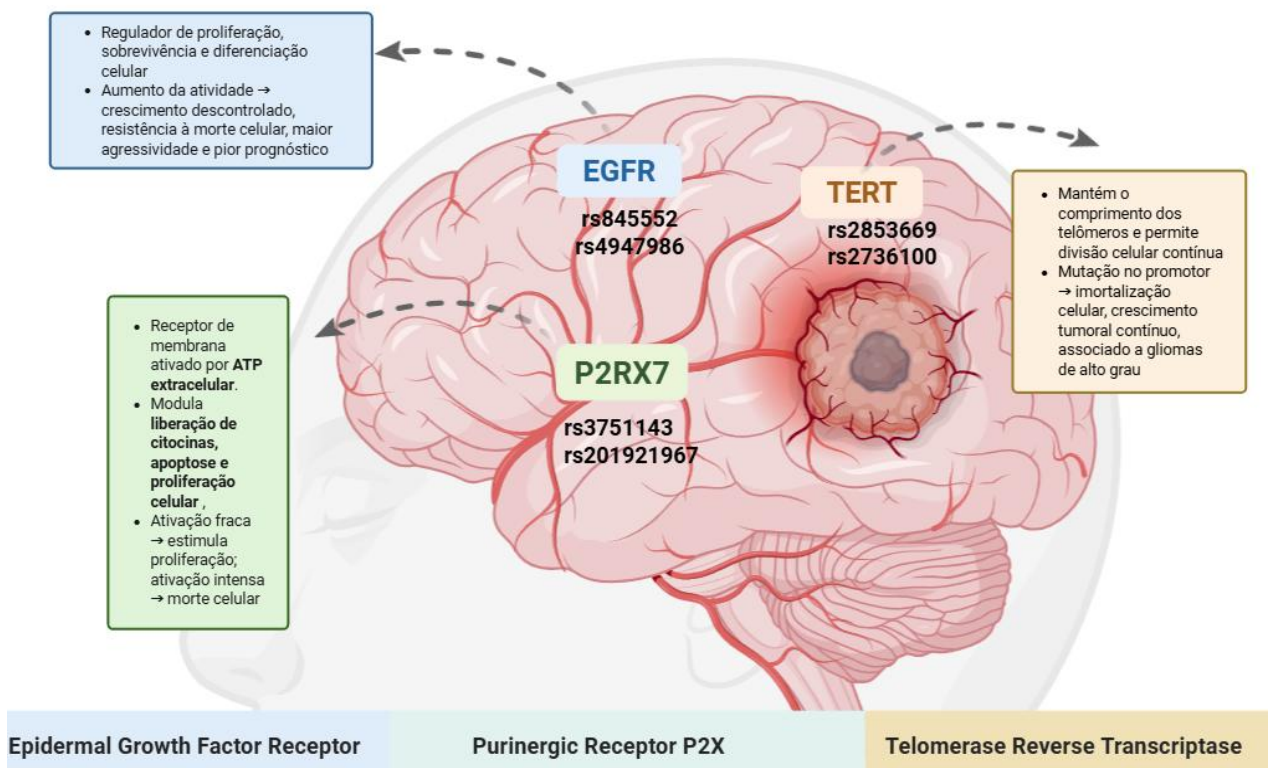 • Regulador de proliferação,
sobrevivência e diferenciação
celular
• Aumento da atividade →
crescimento descontrolado,
resistência à morte celular, maior
agressividade e pior prognóstico
EGFR
rs845552
rs4947986
TERT
rs2853669
rs2736100
• Mantém o
comprimento dos
telômeros e permite
divisão celular contínua
• Mutação no promotor
→ imortalização
celular, crescimento
tumoral contínuo,
associado a gliomas
de alto grau
• Receptor de
membrana
ativado por ATP
extracelular.
• Modula
liberação de
citocinas,
apoptose e
proliferação
celular ,
• Ativação fraca
→ estimula
proliferação;
ativação intensa
→ morte celular
P2RX7
rs3751143
rs201921967
Epidermal Growth Factor Receptor
Purinergic Receptor P2X
Telomerase Reverse Transcriptase